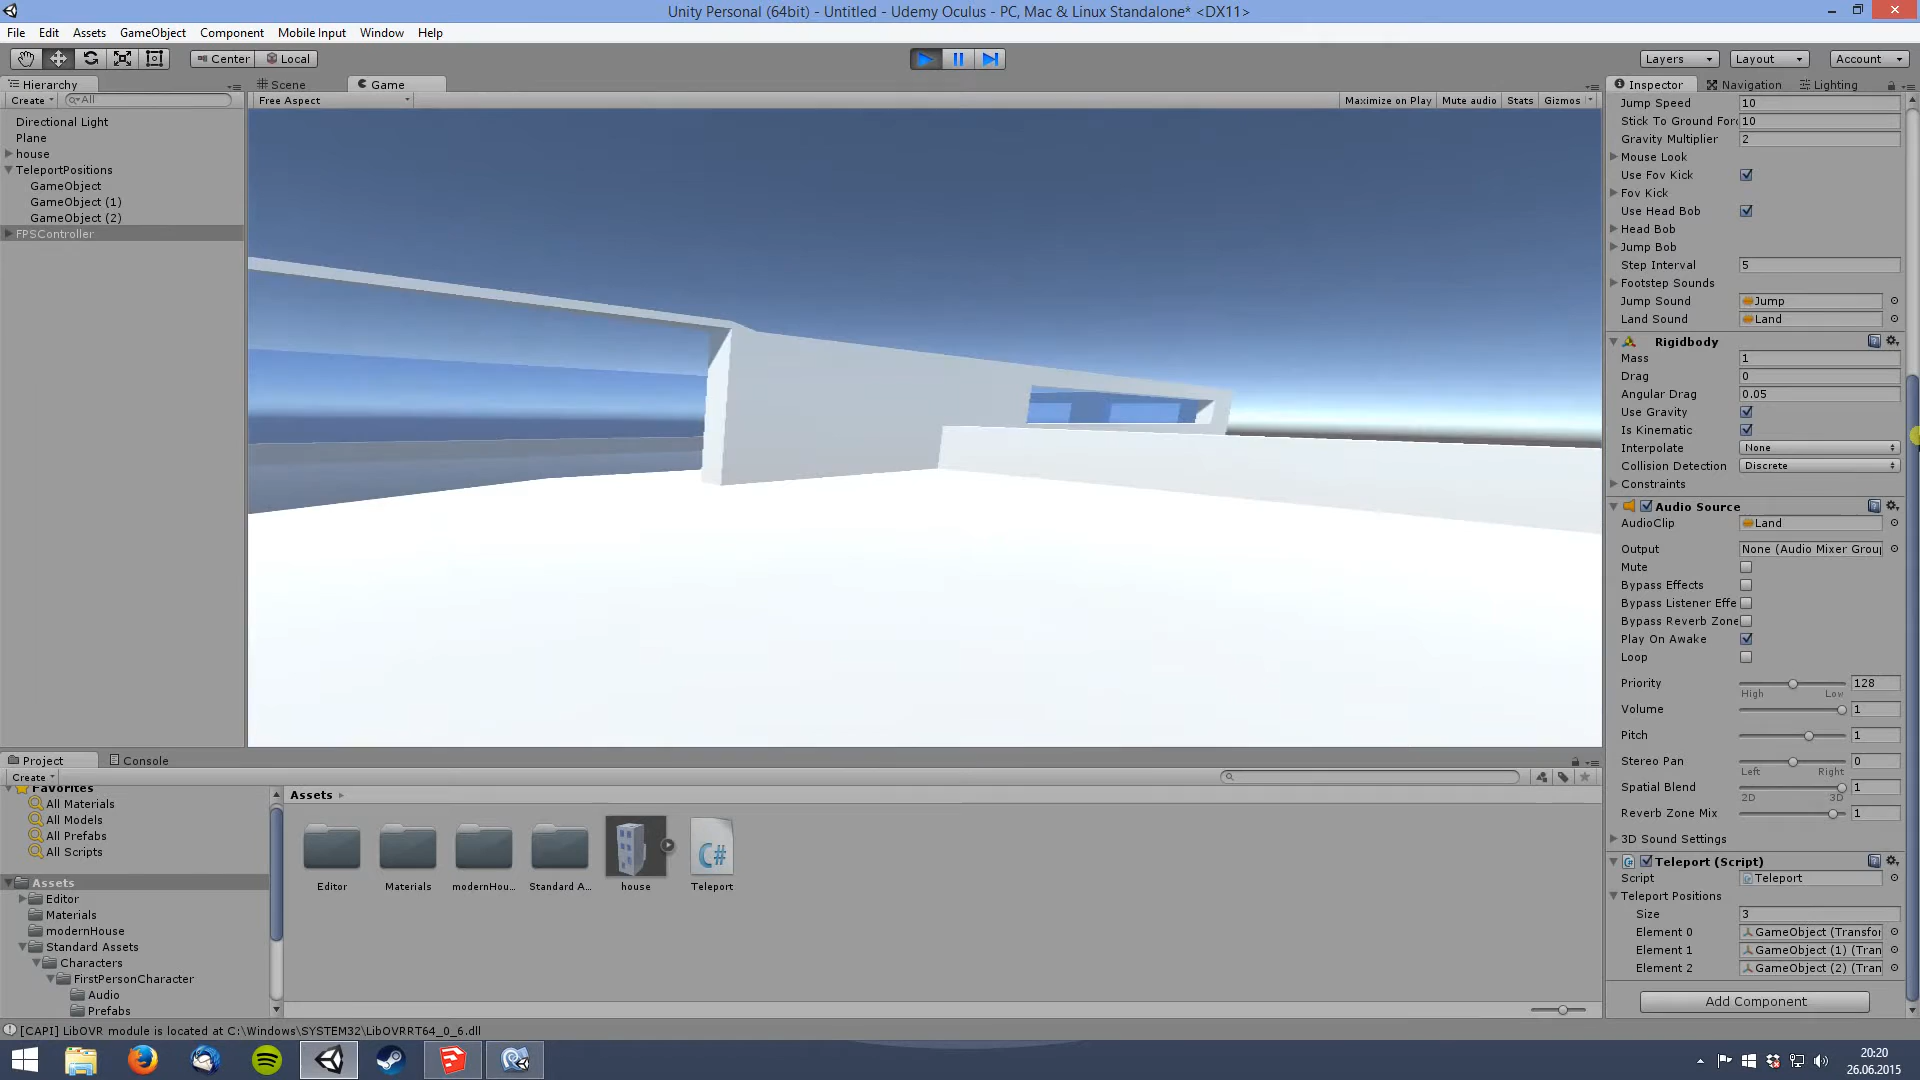 Unity Personal (64bit) - Untitled - Udemy Oculus - PC, Mac & Linux Standalone* <DX11>
File Edit Assets GameObject Component Mobile Input Window Help
Center Local
Layers Layout Account
Hierarchy
Create All
Directional Light
Plane
house
TeleportPositions
GameObject
GameObject (1)
GameObject (2)
FPSController
Scene Game
Free Aspect
Maximize on Play Mute audio Stats Gizmos
Inspector Navigation Lighting
Jump Speed 10
Stick To Ground For 10
Gravity Multiplier 2
Mouse Look
Use Fov Kick
Fov Kick
Use Head Bob
Head Bob
Jump Bob
Step Interval 5
Footstep Sounds
Jump Sound Jump
Land Sound Land
Rigidbody
Mass 1
Drag 0
Angular Drag 0.05
Use Gravity
Is Kinematic
Interpolate None
Collision Detection Discrete
Constraints
Audio Source
AudioClip Land
Output None (Audio Mixer Grou
Mute
Bypass Effects
Bypass Listener Effe
Bypass Reverb Zone
Play On Awake
Loop
Priority 128
High Low
Volume 1
Pitch 1
Stereo Pan 0
Left Right
Spatial Blend 1
2D 3D
Reverb Zone Mix 1
3D Sound Settings
Teleport (Script)
Script Teleport
Teleport Positions
Size 3
Element 0 GameObject (Transfor
Element 1 GameObject (1) (Tran
Element 2 GameObject (2) (Tran
Add Component
Project Console
Create
Favorites
All Materials
All Models
All Prefabs
All Scripts
Assets
Editor
Materials
modernHouse
Standard Assets
Characters
FirstPersonCharacter
Audio
Prefabs
Assets
C#
Editor Materials modernHou... Standard A... house Teleport
[CAPI] LibOVR module is located at C:\Windows\SYSTEM32\LibOVRRT64_0_6.dll
20:20
26.06.2015